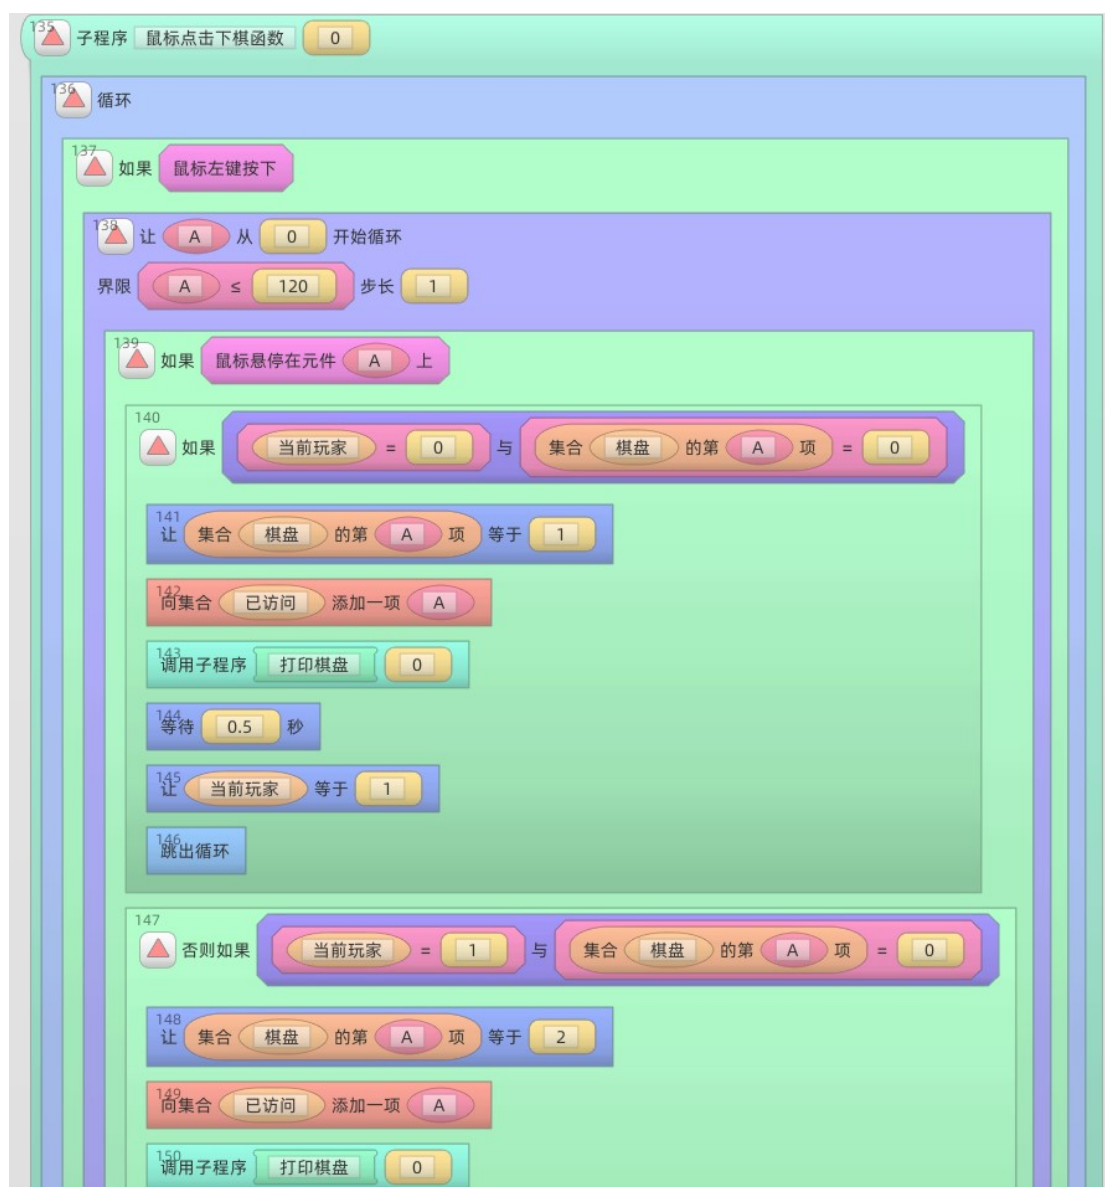 135
子程序 鼠标点击下棋函数 0
136
循环
137
如果 鼠标左键按下
138
让 A 从 0 开始循环
界限 A ≤ 120 步长 1
139
如果 鼠标悬停在元件 A 上
140
如果 当前玩家 = 0 与 集合 棋盘 的第 A 项 = 0
141
让 集合 棋盘 的第 A 项 等于 1
142
向集合 已访问 添加一项 A
143
调用子程序 打印棋盘 0
144
等待 0.5 秒
145
让 当前玩家 等于 1
146
跳出循环
147
否则如果 当前玩家 = 1 与 集合 棋盘 的第 A 项 = 0
148
让 集合 棋盘 的第 A 项 等于 2
149
向集合 已访问 添加一项 A
150
调用子程序 打印棋盘 0